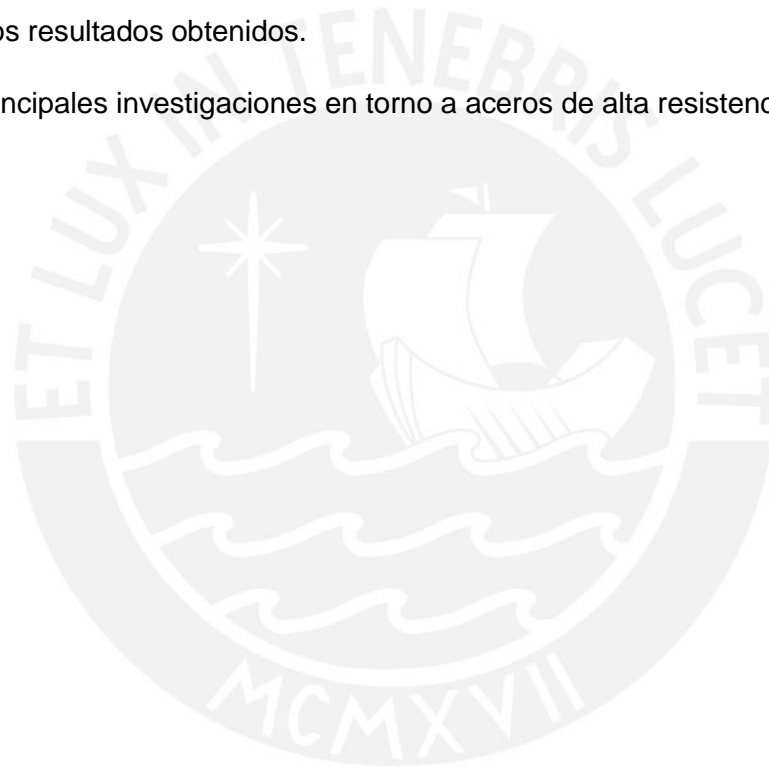 os resultados obtenidos.
ncipales investigaciones en torno a aceros de alta resistenc
ET LUX IN TENEBRIS LUCET
MCMXVII